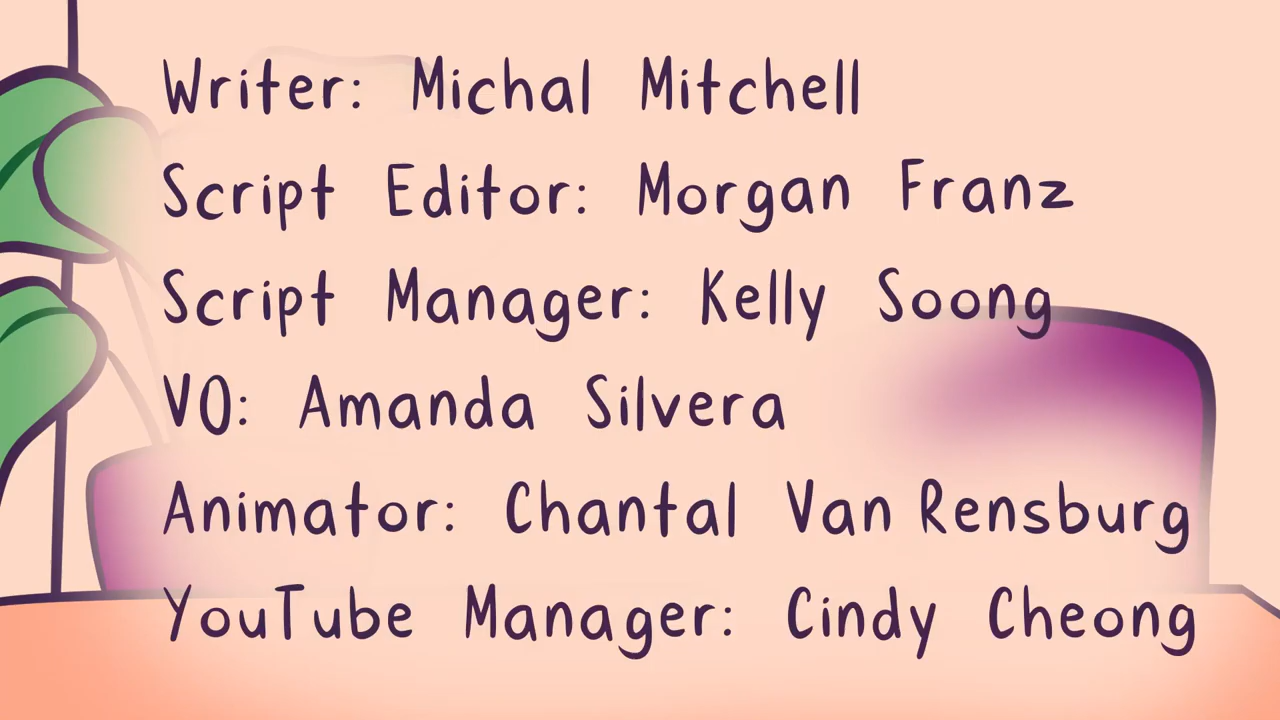 Writer: Michal Mitchell
Script Editor: Morgan Franz
Script Manager: Kelly Soong
VO: Amanda Silvera
Animator: Chantal Van Rensburg
YouTube Manager: Cindy Cheong